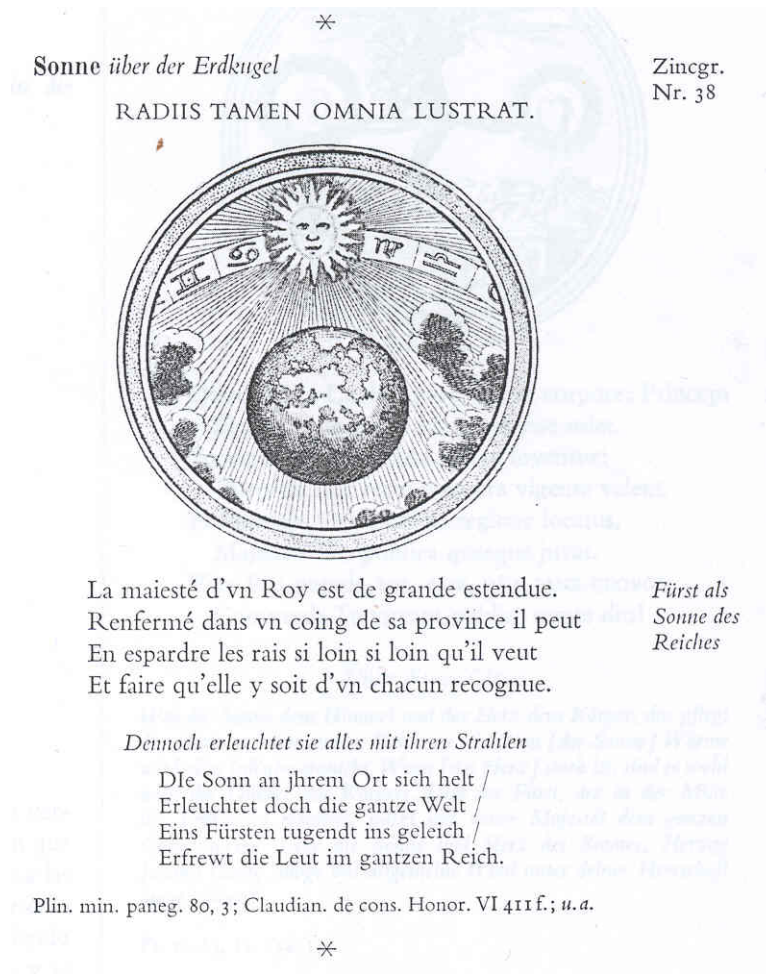 Sonne über der Erdkugel
Zincgr.
Nr. 38
RADIIS TAMEN OMNIA LUSTRAT.
La maiesté d'vn Roy est de grande estendue.
Renfermé dans vn coing de sa province il peut
En espardre les rais si loin si loin qu'il veut
Et faire qu'elle y soit d'vn chacun recognue.
Fürst als
Sonne des
Reiches
Dennoch erleuchtet sie alles mit ihren Strahlen
DIe Sonn in jhrem Ort sich helt /
Erleuchtet doch die gantze Welt /
Eins Fürsten tugendt ins geleich /
Erfrewt die Leut im gantzen Reich.
Plin. min. paneg. 80, 3; Claudian. de cons. Honor. VI 411 f.; u. a.